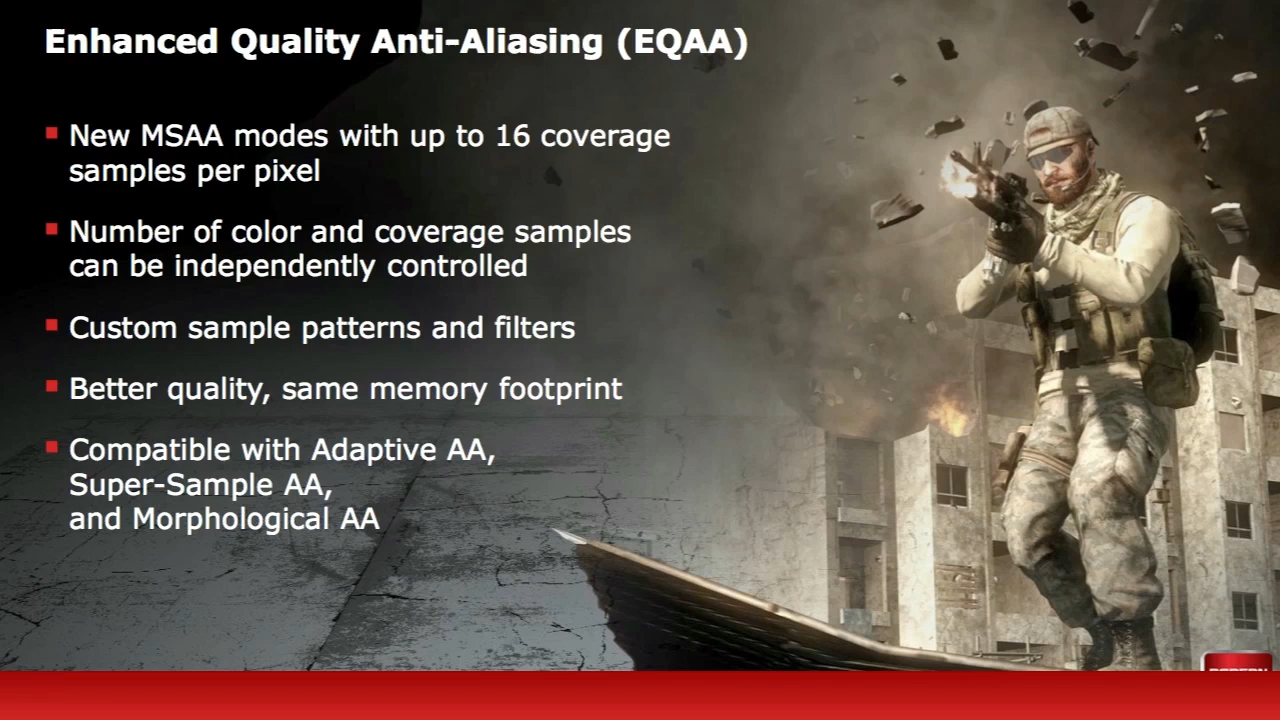 Enhanced Quality Anti-Aliasing (EQAA)
New MSAA modes with up to 16 coverage
samples per pixel
Number of color and coverage samples
can be independently controlled
Custom sample patterns and filters
Better quality, same memory footprint
Compatible with Adaptive AA,
Super-Sample AA,
and Morphological AA